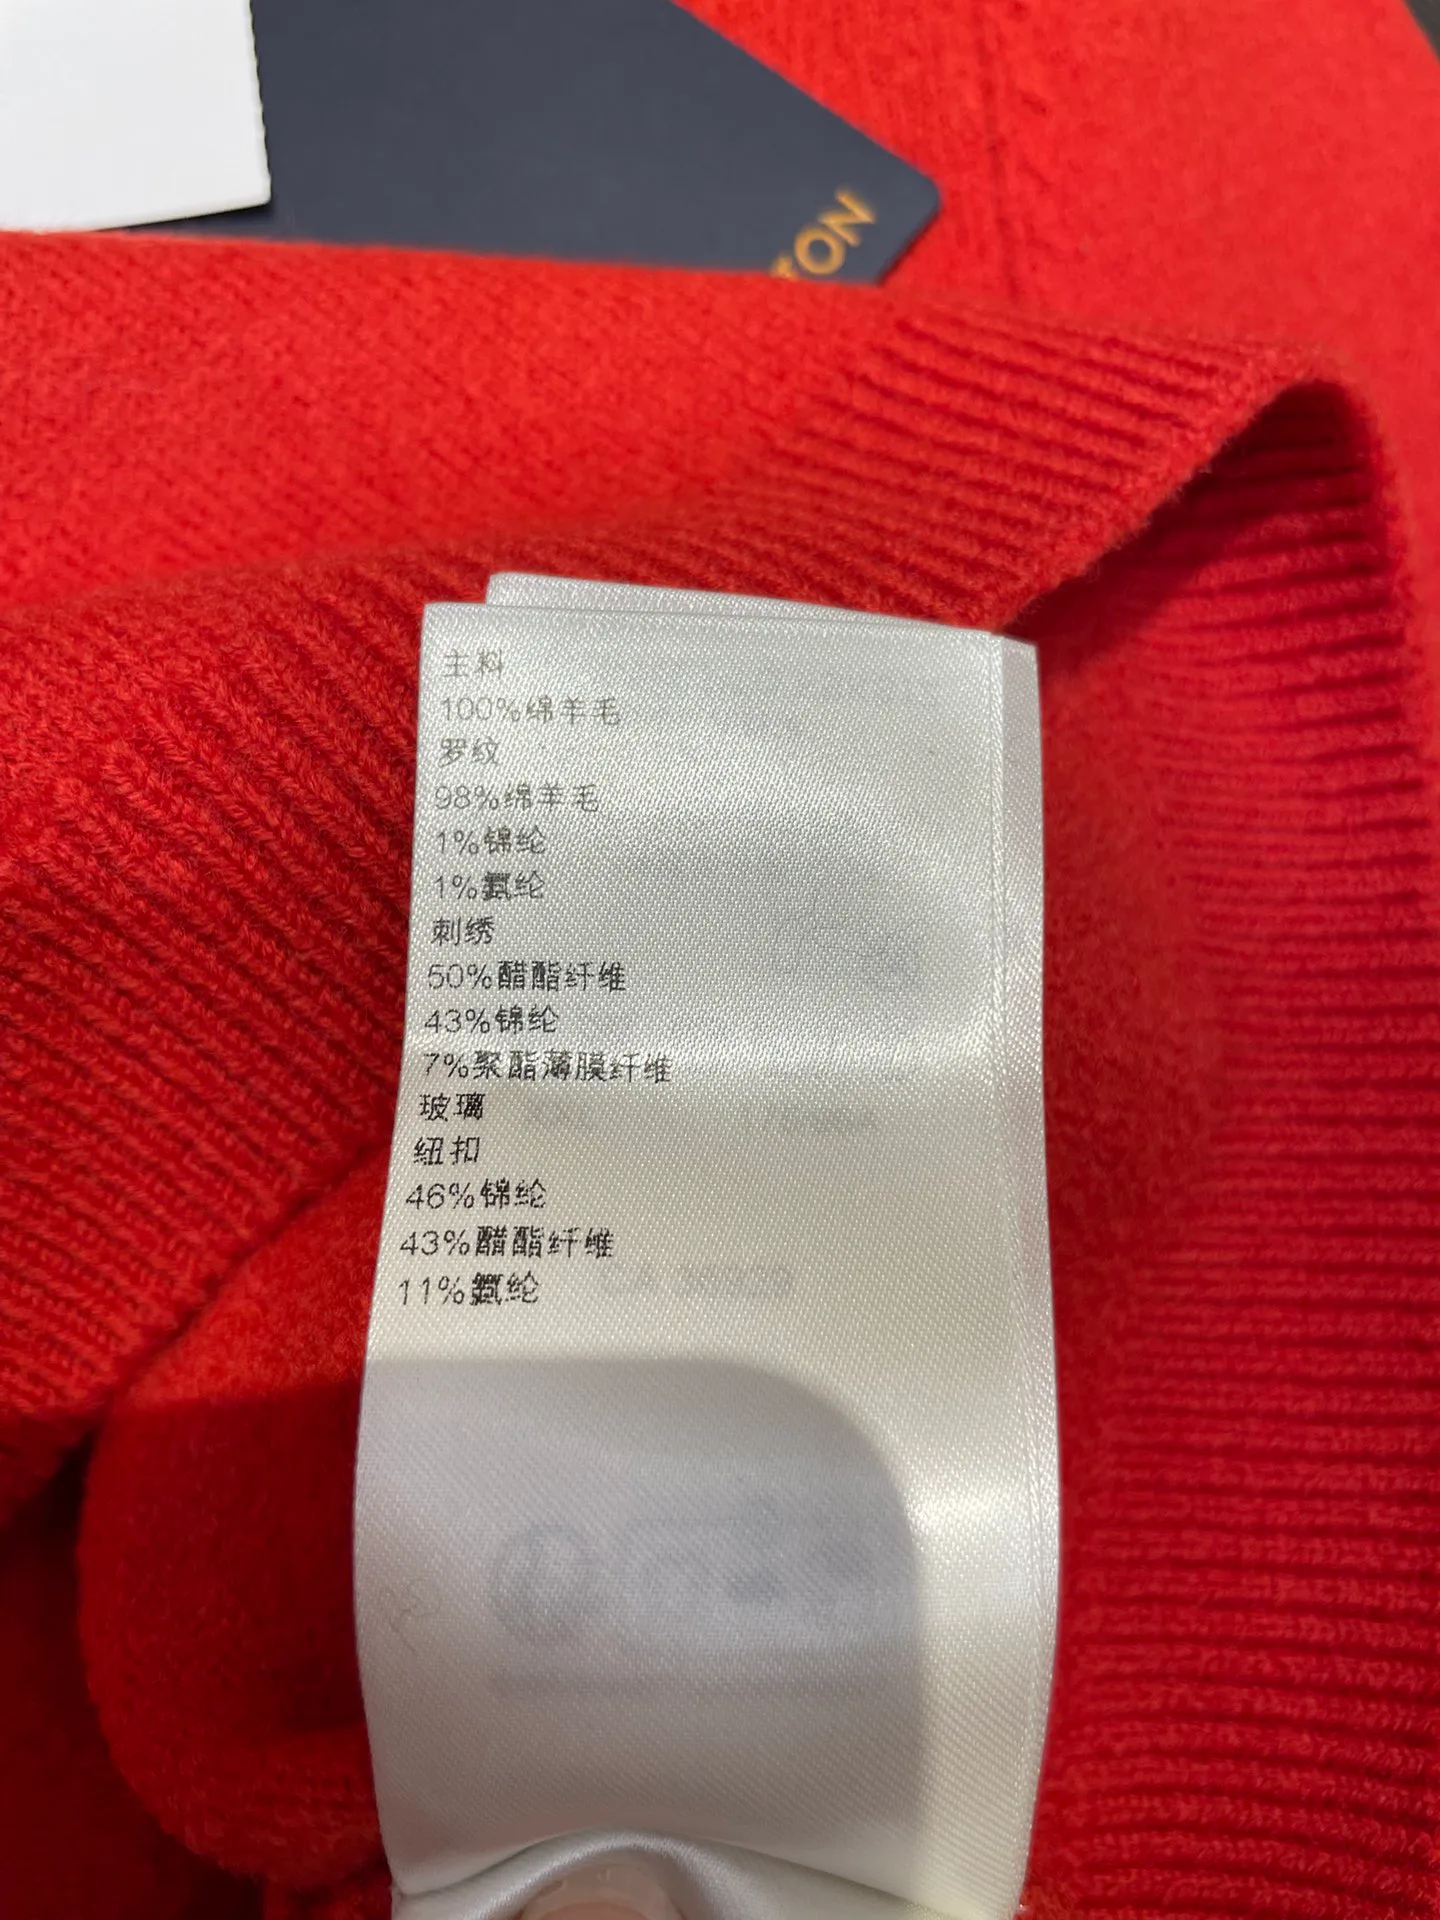 TON
主料
100%绵羊毛
罗纹
98%绵羊毛
1%锦纶
1%氨纶
刺绣
50%醋酯纤维
43%锦纶
7%聚酯薄膜纤维
玻璃
纽扣
46%锦纶
43%醋酯纤维
11%氨纶